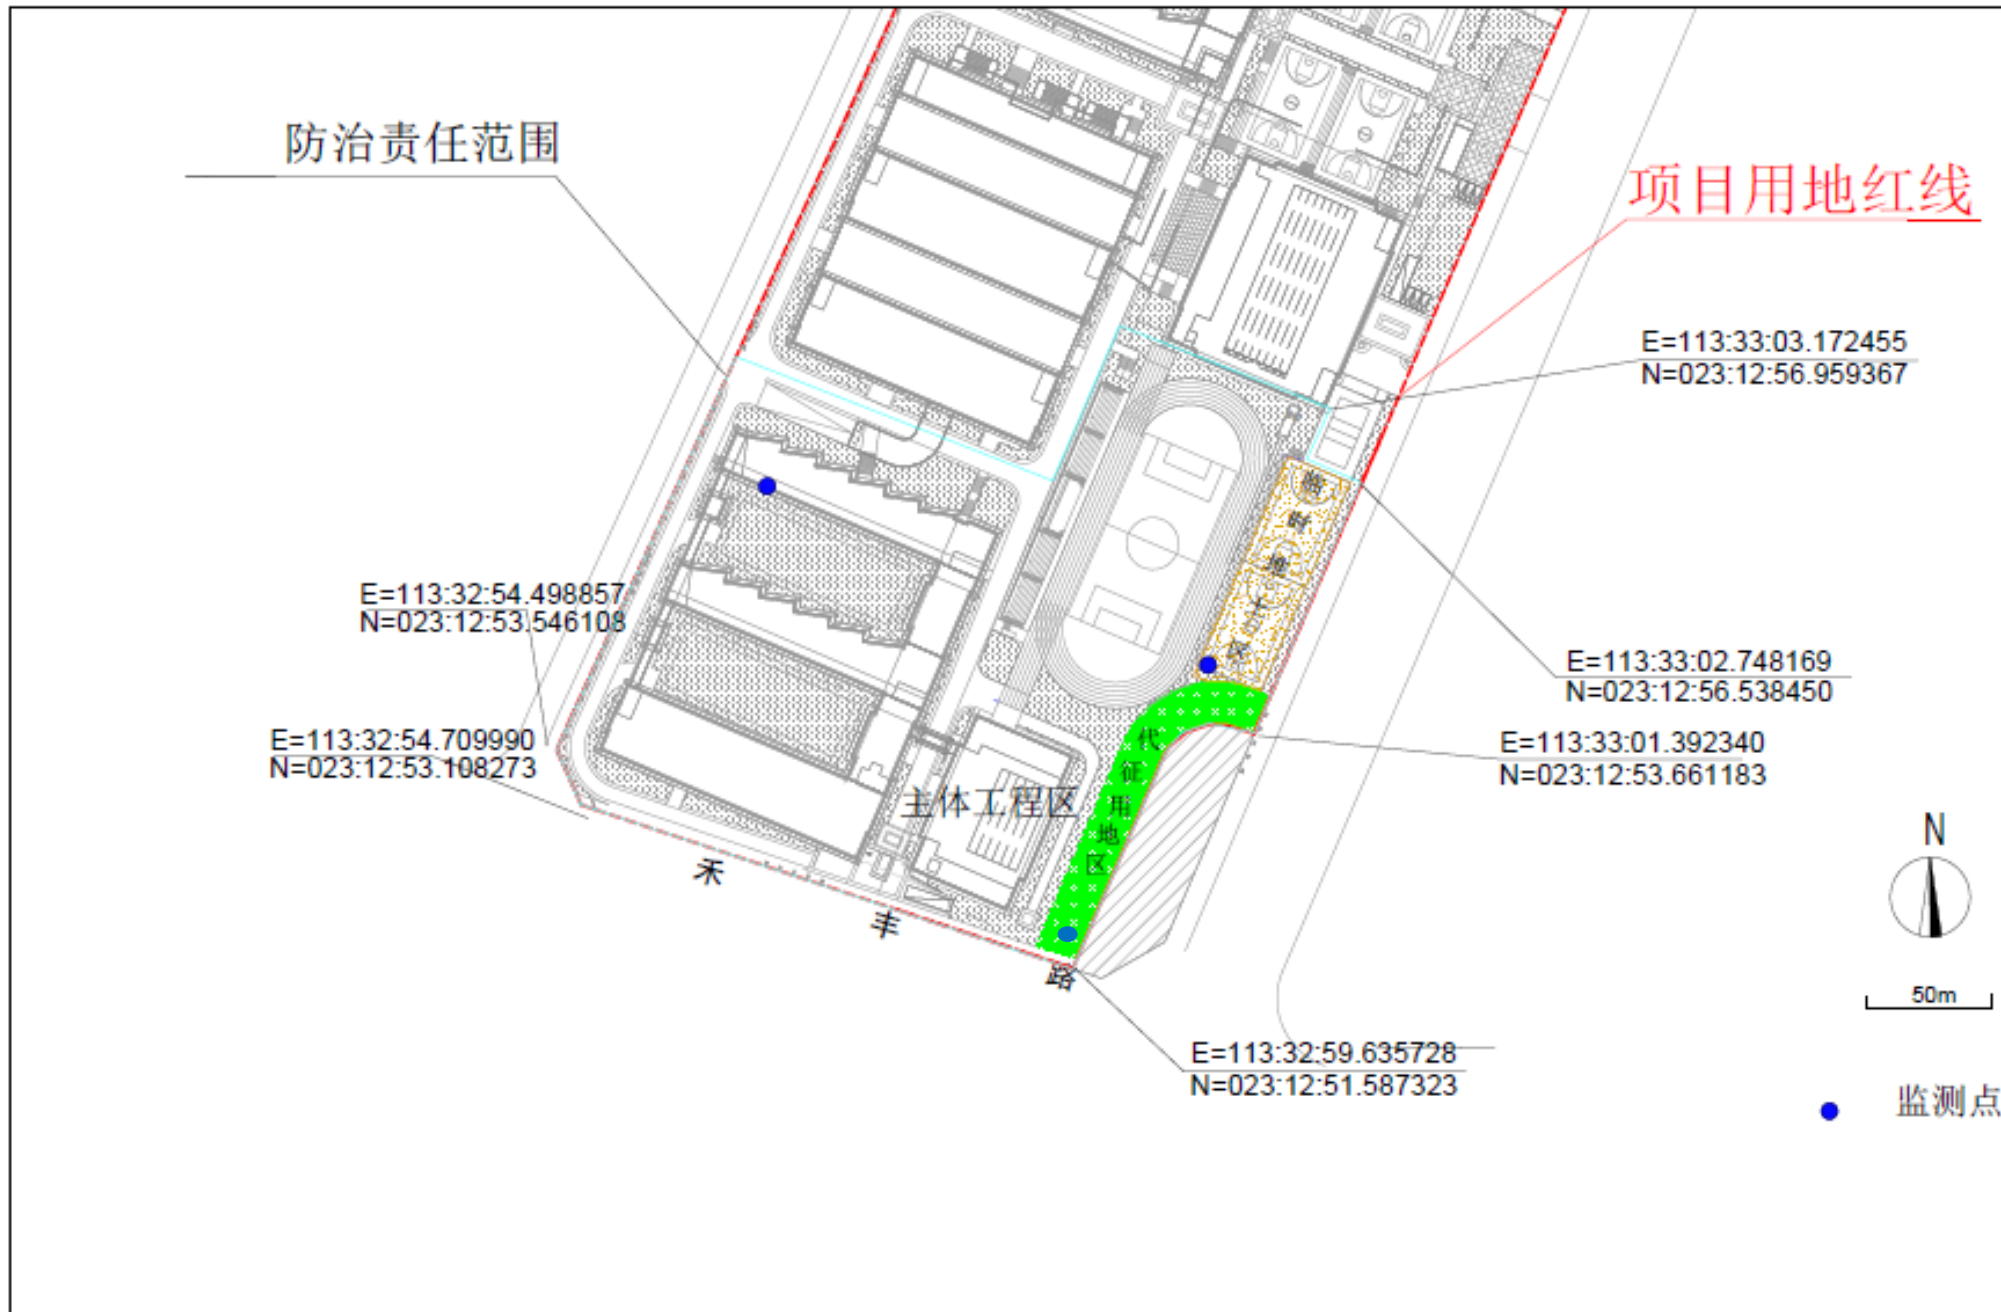 防治责任范围
项目用地红线
E=113:33:03.172455
N=023:12:56.959367
E=113:32:54.498857
N=023:12:53.546108
E=113:33:02.748169
N=023:12:56.538450
E=113:32:54.709990
N=023:12:53.108273
E=113:33:01.392340
N=023:12:53.661183
临时堆土区
代征用地区
主体工程区
禾丰路
N
50m
E=113:32:59.635728
N=023:12:51.587323
监测点